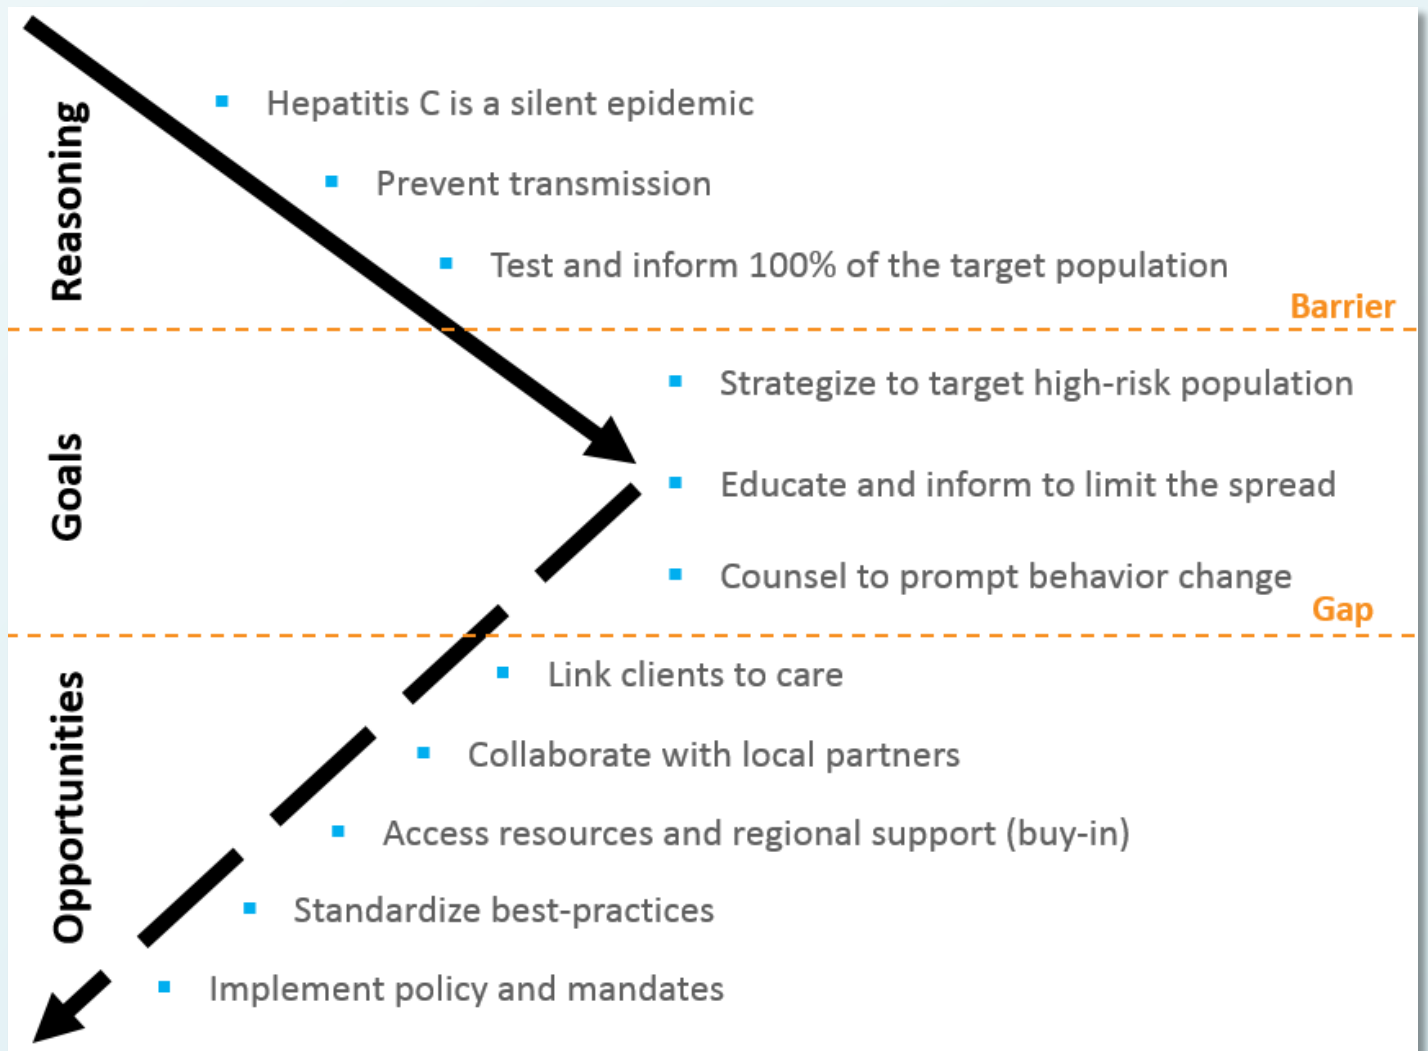 Reasoning
Hepatitis C is a silent epidemic
Prevent transmission
Test and inform 100% of the target population
Barrier
Goals
Strategize to target high-risk population
Educate and inform to limit the spread
Counsel to prompt behavior change
Gap
Opportunities
Link clients to care
Collaborate with local partners
Access resources and regional support (buy-in)
Standardize best-practices
Implement policy and mandates